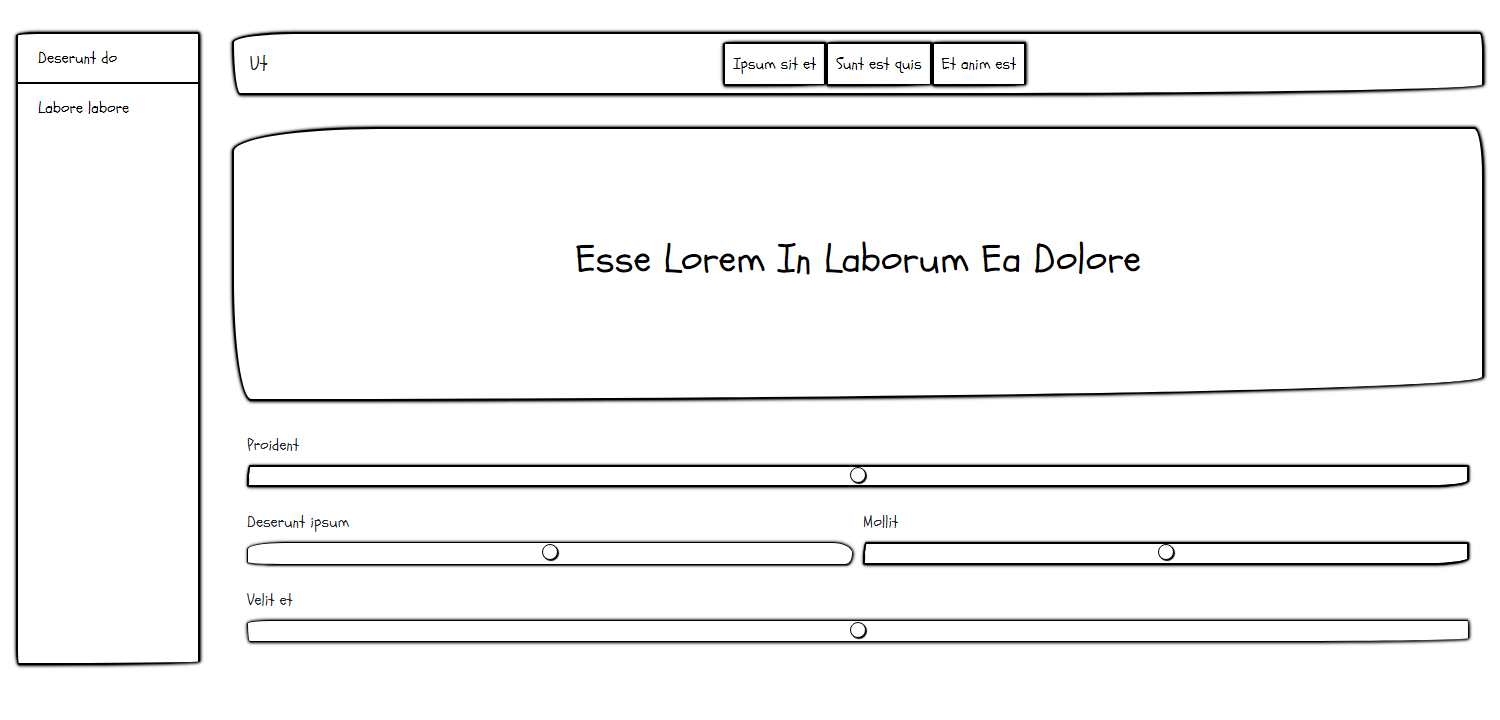 Deserunt do
Labore labore
Ut
Ipsum sit et
Sunt est quis
Et anim est
Esse Lorem In Laborum Ea Dolore
Proident
Deserunt ipsum
Mollit
Velit et